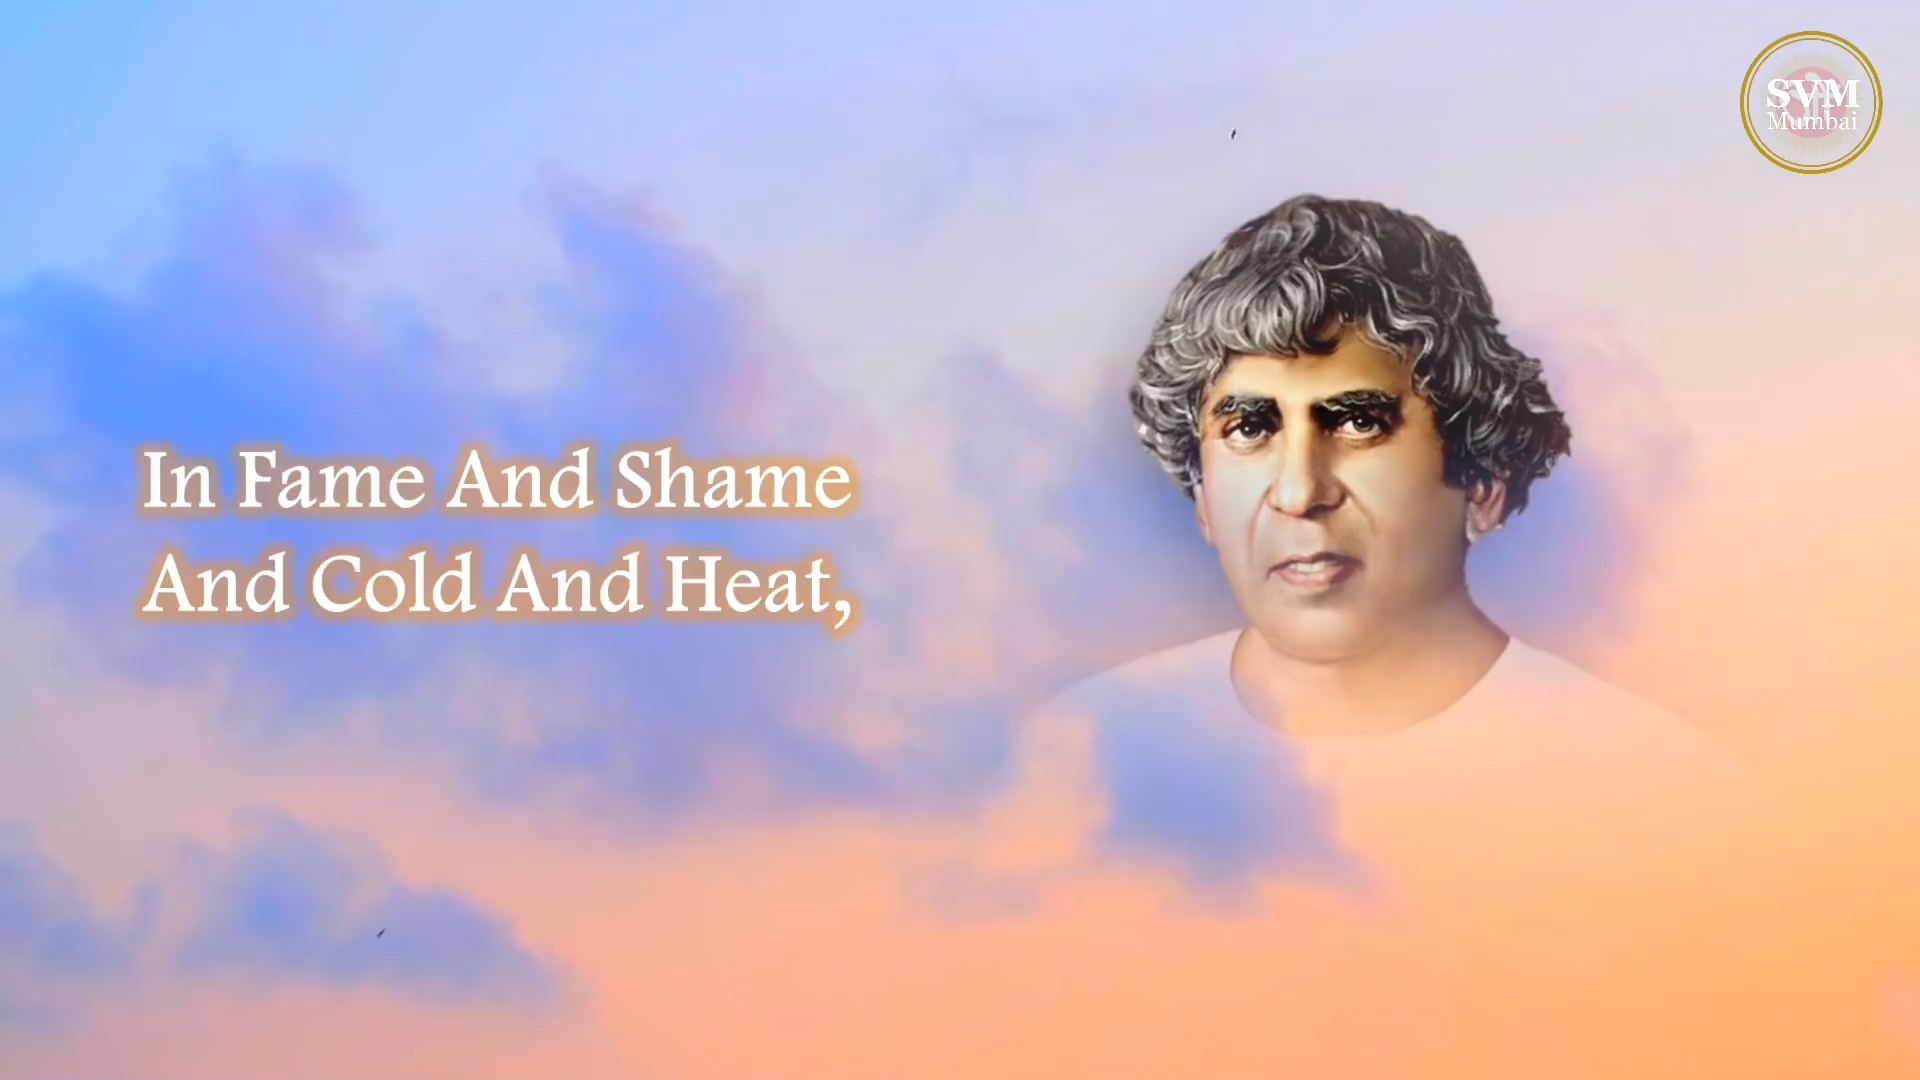 SVM
Mumbai
In Fame And Shame
And Cold And Heat,